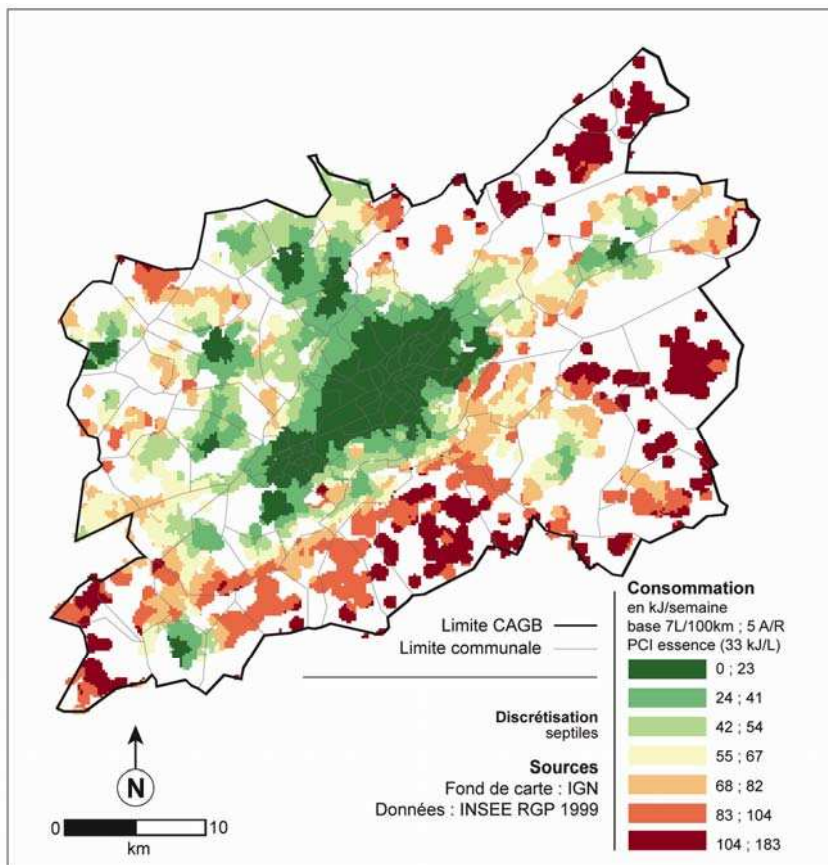 Consommation
en kJ/semaine
base 7L/100km ; 5 A/R
PCI essence (33 kJ/L)
0 ; 23
24 ; 41
42 ; 54
55 ; 67
68 ; 82
83 ; 104
104 ; 183
Limite CAGB
Limite communale
Discrétisation
septiles
Sources
Fond de carte : IGN
Données : INSEE RGP 1999
N
0 10
km